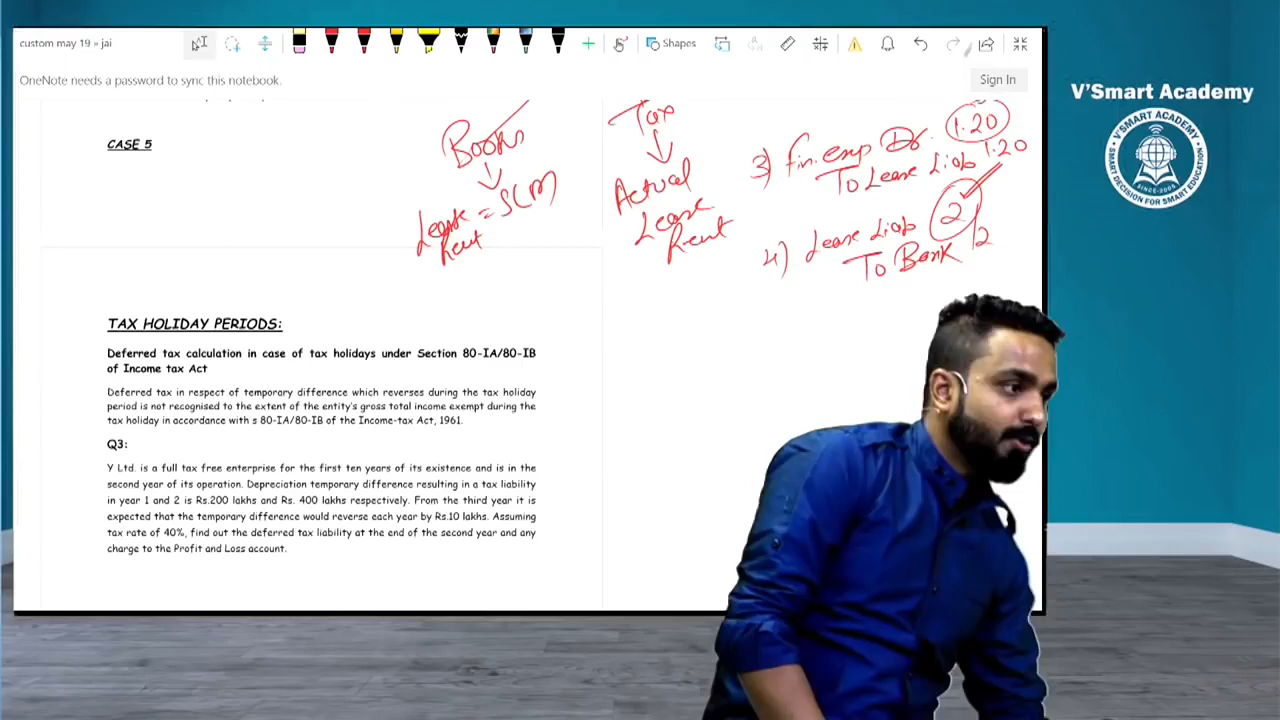 custom may 19 » jai
Shapes
OneNote needs a password to sync this notebook.
Sign In
V'Smart Academy
V'SMART ACADEMY
SINCE-2005
SMART DECISION FOR SMART EDUCATION
CASE 5
Books
Lease Rent = SLM
Tax
Actual
Lease
Rent
3) Fin. exp Dr. 1.20
To Lease Liab 1.20
4) Lease Liab 2
To Bank 2
TAX HOLIDAY PERIODS:
Deferred tax calculation in case of tax holidays under Section 80-IA/80-IB
of Income tax Act
Deferred tax in respect of temporary difference which reverses during the tax holiday
period is not recognised to the extent of the entity's gross total income exempt during the
tax holiday in accordance with s 80-IA/80-IB of the Income-tax Act, 1961.
Q3:
Y Ltd. is a full tax free enterprise for the first ten years of its existence and is in the
second year of its operation. Depreciation temporary difference resulting in a tax liability
in year 1 and 2 is Rs.200 lakhs and Rs. 400 lakhs respectively. From the third year it is
expected that the temporary difference would reverse each year by Rs.10 lakhs. Assuming
tax rate of 40%, find out the deferred tax liability at the end of the second year and any
charge to the Profit and Loss account.